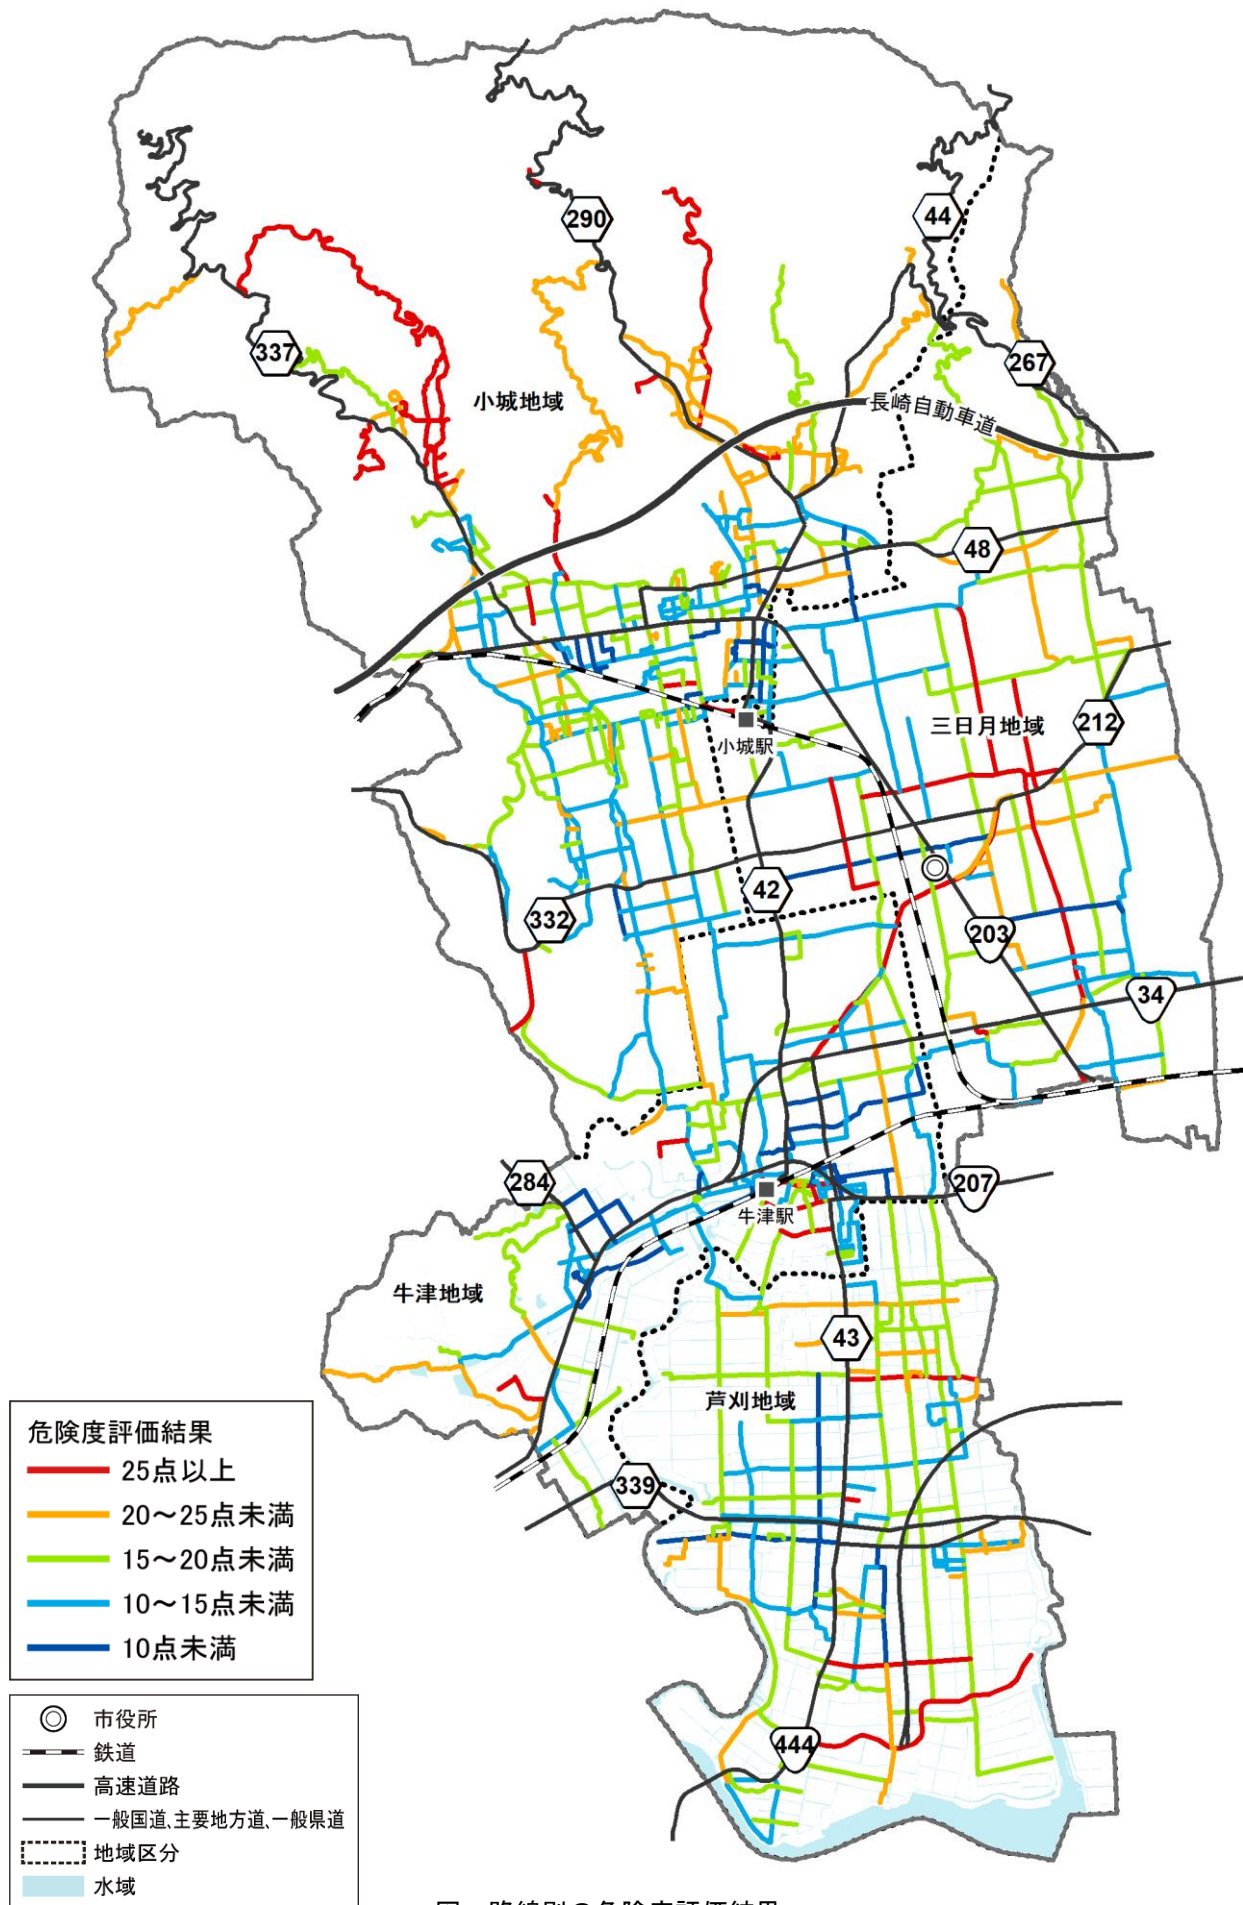 290
44
337
267
小城地域
長崎自動車道
48
三日月地域
212
小城駅
42
332
203
34
284
207
牛津駅
牛津地域
43
芦刈地域
339
444
危険度評価結果
25点以上
20～25点未満
15～20点未満
10～15点未満
10点未満
市役所
鉄道
高速道路
一般国道、主要地方道、一般県道
地域区分
水域